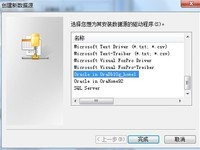 创建新数据源
选择您想为其安装数据源的驱动程序(S)。
名称
Microsoft Text Driver (*.txt; *.csv)
Microsoft Text-Treiber (*.txt; *.csv)
Microsoft Visual FoxPro Driver
Microsoft Visual FoxPro-Treiber
Oracle in
Oracle in OraHome92
SQL Server
< 上一步(B)
完成
取消